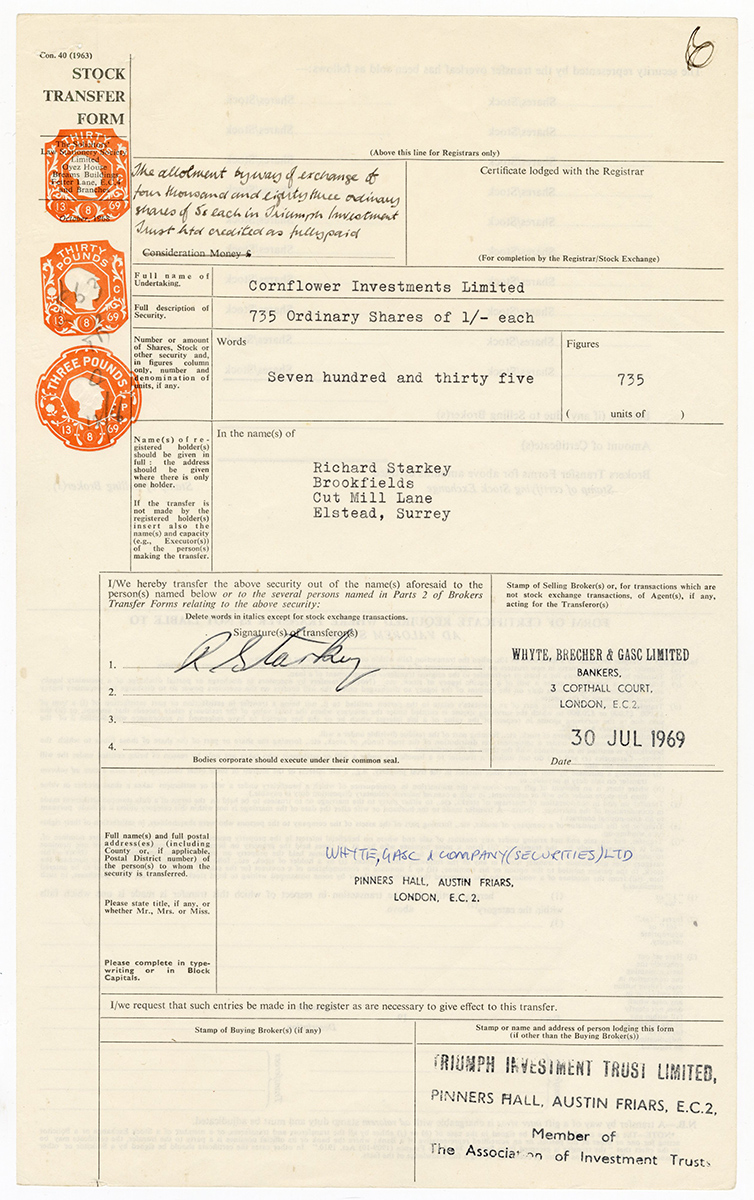 6
Con. 40 (1963)
STOCK
TRANSFER
FORM
The Solicitors'
Law Stationery Society
Limited
Oyez House
Breams Buildings
Fetter Lane, E.C.4
and Branches
THIRTY
POUNDS
13 8 69
THIRTY
POUNDS
13 8 69
THREE POUNDS
13 8 69
(Above this line for Registrars only)
The allotment by way of exchange of
four thousand and eighty three ordinary
shares of 5s each in Triumph Investment
Trust Ltd credited as fully paid
Consideration Money £
Certificate lodged with the Registrar
(For completion by the Registrar/Stock Exchange)
Full name of
Undertaking.
Cornflower Investments Limited
Full description of
Security.
735 Ordinary Shares of 1/- each
Number or amount
of Shares, Stock or
other security and,
in figures column
only, number and
denomination of
units, if any.
Words
Seven hundred and thirty five
Figures
735
( units of )
Name(s) of re-
gistered holder(s)
should be given in
full : the address
should be given
where there is only
one holder.
If the transfer is
not made by the
registered holder(s)
insert also the
name(s) and capacity
(e.g., Executor(s))
of the person(s)
making the transfer.
In the name(s) of
Richard Starkey
Brookfields
Cut Mill Lane
Elstead, Surrey
I/We hereby transfer the above security out of the name(s) aforesaid to the
person(s) named below or to the several persons named in Parts 2 of Brokers
Transfer Forms relating to the above security:
Delete words in italics except for stock exchange transactions.
Signature(s) of transferor(s)
1. R Starkey
2.
3.
4.
Bodies corporate should execute under their common seal.
Stamp of Selling Broker(s) or, for transactions which are
not stock exchange transactions, of Agent(s), if any,
acting for the Transferor(s)
WHYTE, BRECHER & GASC LIMITED
BANKERS,
3 COPTHALL COURT,
LONDON, E.C.2.
30 JUL 1969
Date
Full name(s) and full postal
address(es) (including
County or, if applicable,
Postal District number) of
the person(s) to whom the
security is transferred.
Please state title, if any, or
whether Mr., Mrs. or Miss.
Please complete in type-
writing or in Block
Capitals.
WHYTE, GASC & COMPANY (SECURITIES) LTD
PINNERS HALL, AUSTIN FRIARS,
LONDON, E.C.2.
I/we request that such entries be made in the register as are necessary to give effect to this transfer.
Stamp of Buying Broker(s) (if any)
Stamp or name and address of person lodging this form
(if other than the Buying Broker(s))
TRIUMPH INVESTMENT TRUST LIMITED,
PINNERS HALL, AUSTIN FRIARS, E.C.2,
Member of
The Association of Investment Trusts